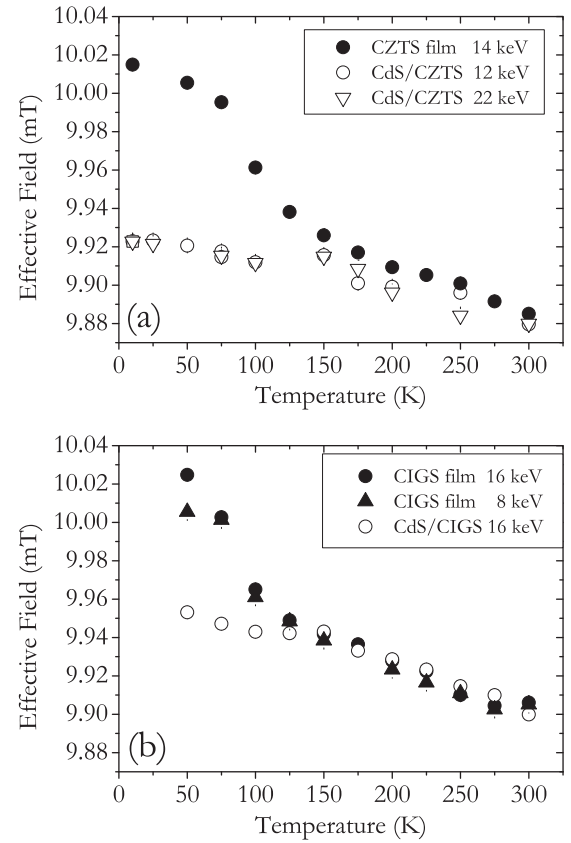 10.04
10.02
10.00
9.98
9.96
9.94
9.92
9.90
9.88
Effective Field (mT)
CZTS film 14 keV
CdS/CZTS 12 keV
CdS/CZTS 22 keV
(a)
0 50 100 150 200 250 300
Temperature (K)
10.04
10.02
10.00
9.98
9.96
9.94
9.92
9.90
9.88
Effective Field (mT)
CIGS film 16 keV
CIGS film 8 keV
CdS/CIGS 16 keV
(b)
0 50 100 150 200 250 300
Temperature (K)